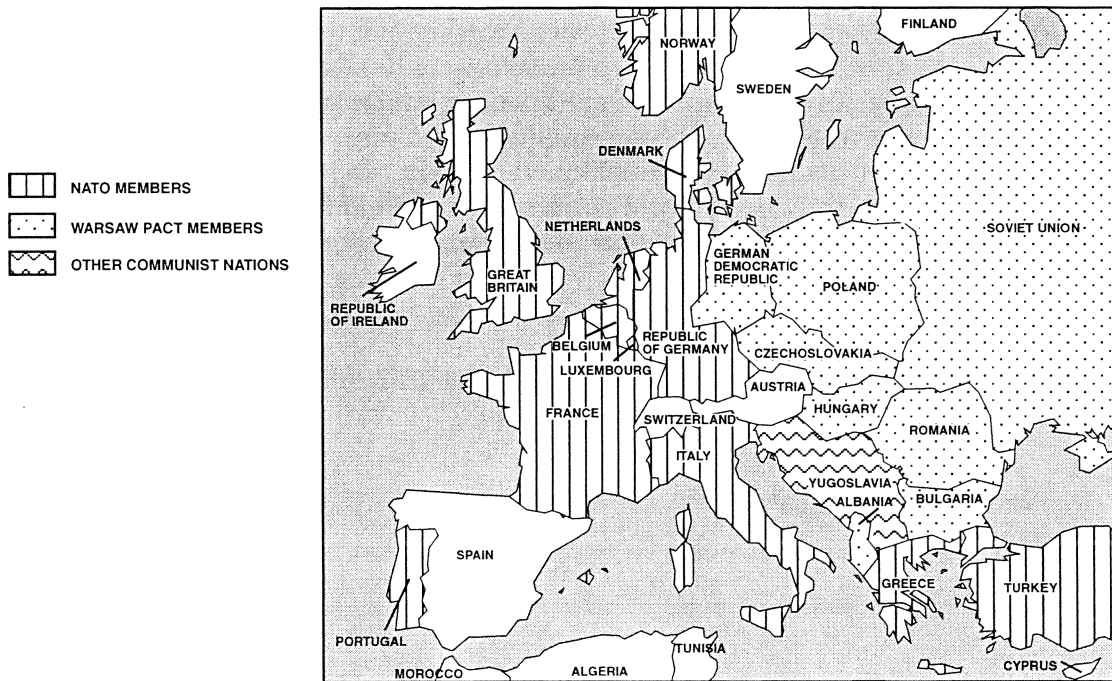 NATO MEMBERS
WARSAW PACT MEMBERS
OTHER COMMUNIST NATIONS
FINLAND
NORWAY
SWEDEN
DENMARK
NETHERLANDS
SOVIET UNION
GERMAN
DEMOCRATIC
REPUBLIC
GREAT
BRITAIN
POLAND
REPUBLIC
OF IRELAND
BELGIUM
REPUBLIC
OF GERMANY
LUXEMBOURG
CZECHOSLOVAKIA
AUSTRIA
FRANCE
HUNGARY
SWITZERLAND
ROMANIA
ITALY
YUGOSLAVIA
ALBANIA
BULGARIA
SPAIN
GREECE
TURKEY
PORTUGAL
TUNISIA
MOROCCO
ALGERIA
CYPRUS